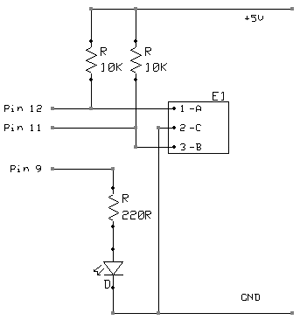 +5V
R
10K
R
10K
E1
Pin 12
1 -A
Pin 11
2 -C
3 -B
Pin 9
R
220R
D
GND